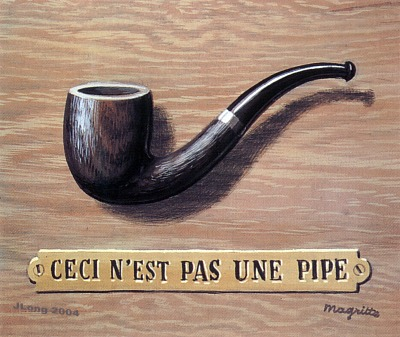 CECI N'EST PAS UNE PIPE
JLong 2004
Magritte